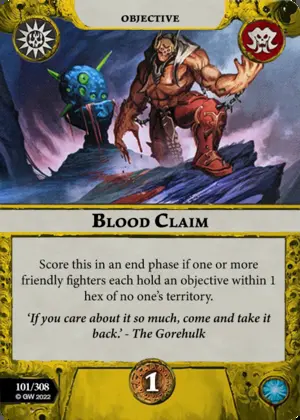 OBJECTIVE
BLOOD CLAIM
Score this in an end phase if one or more
friendly fighters each hold an objective within 1
hex of no one's territory.
'If you care about it so much, come and take it
back.' - The Gorehulk
101/308
© GW 2022
1